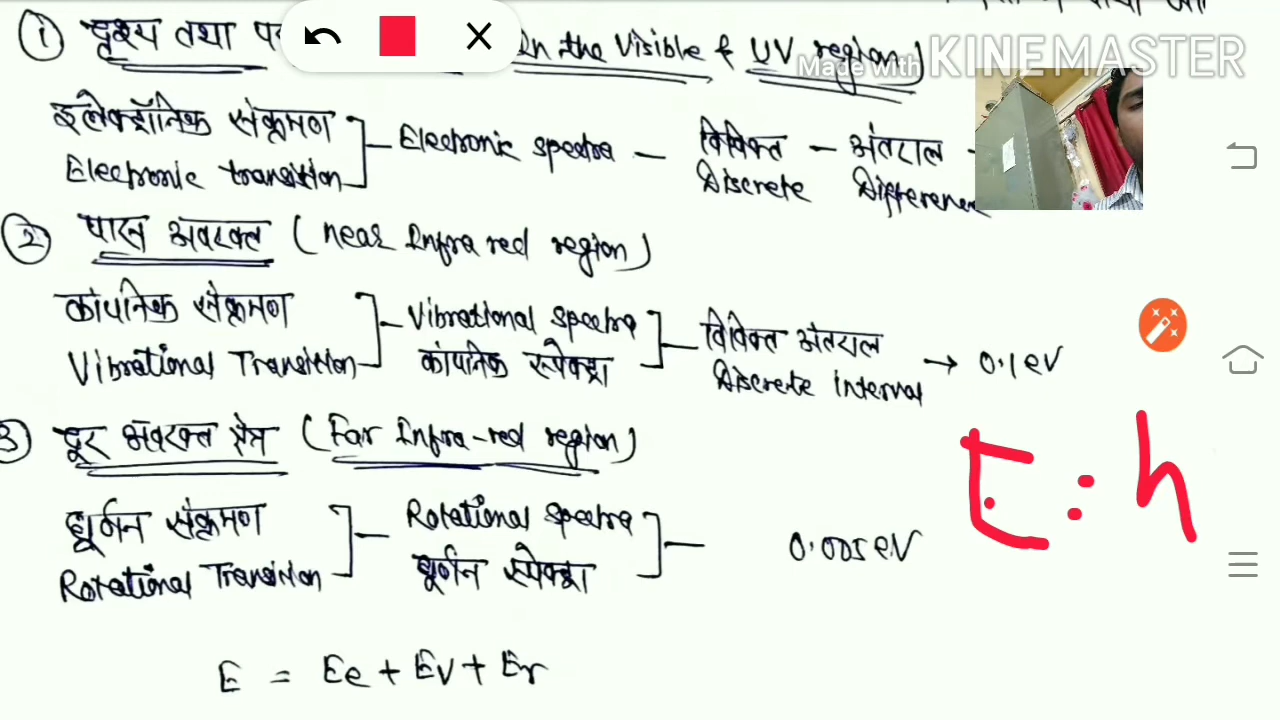 ① दृश्य तथा In the Visible & UV region)
Made with KINEMASTER
इलेक्ट्रॉनिक संक्रमण
Electronic transition
Electronic spectra — विविक्त – अंतराल -
Discrete Difference
② पास अवरक्त (near Infra red region)
कांपनिक संक्रमण
Vibrational Transition
Vibrational spectra
कांपनिक स्पेक्ट्रा
विविक्त अंतराल
Discrete interval
→ 0.1 eV
3 दूर अवरक्त क्षेत्र (Far Infra-red region)
घूर्णन संक्रमण
Rotational Transition
Rotational spectra
घूर्णन स्पेक्ट्रा
0.005 eV
E = h
E = Ee + Ev + Er